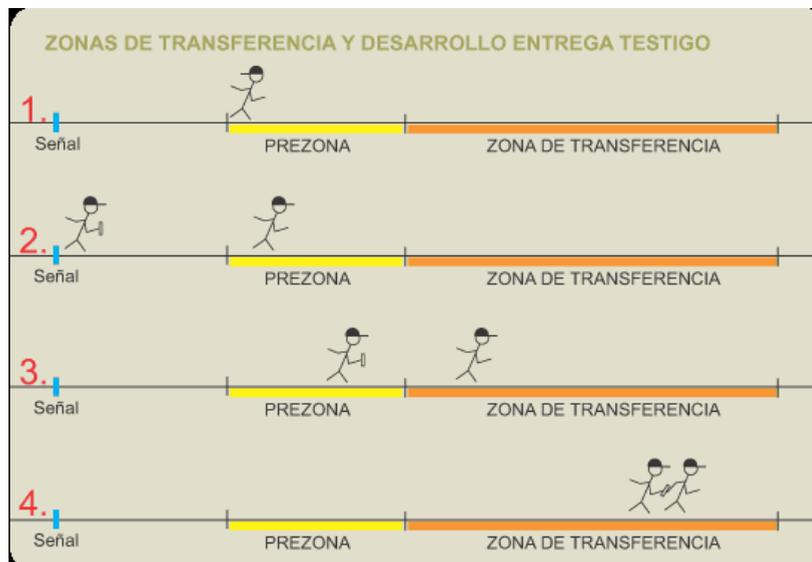 ZONAS DE TRANSFERENCIA Y DESARROLLO ENTREGA TESTIGO
1.
Señal PREZONA ZONA DE TRANSFERENCIA
2.
Señal PREZONA ZONA DE TRANSFERENCIA
3.
Señal PREZONA ZONA DE TRANSFERENCIA
4.
Señal PREZONA ZONA DE TRANSFERENCIA